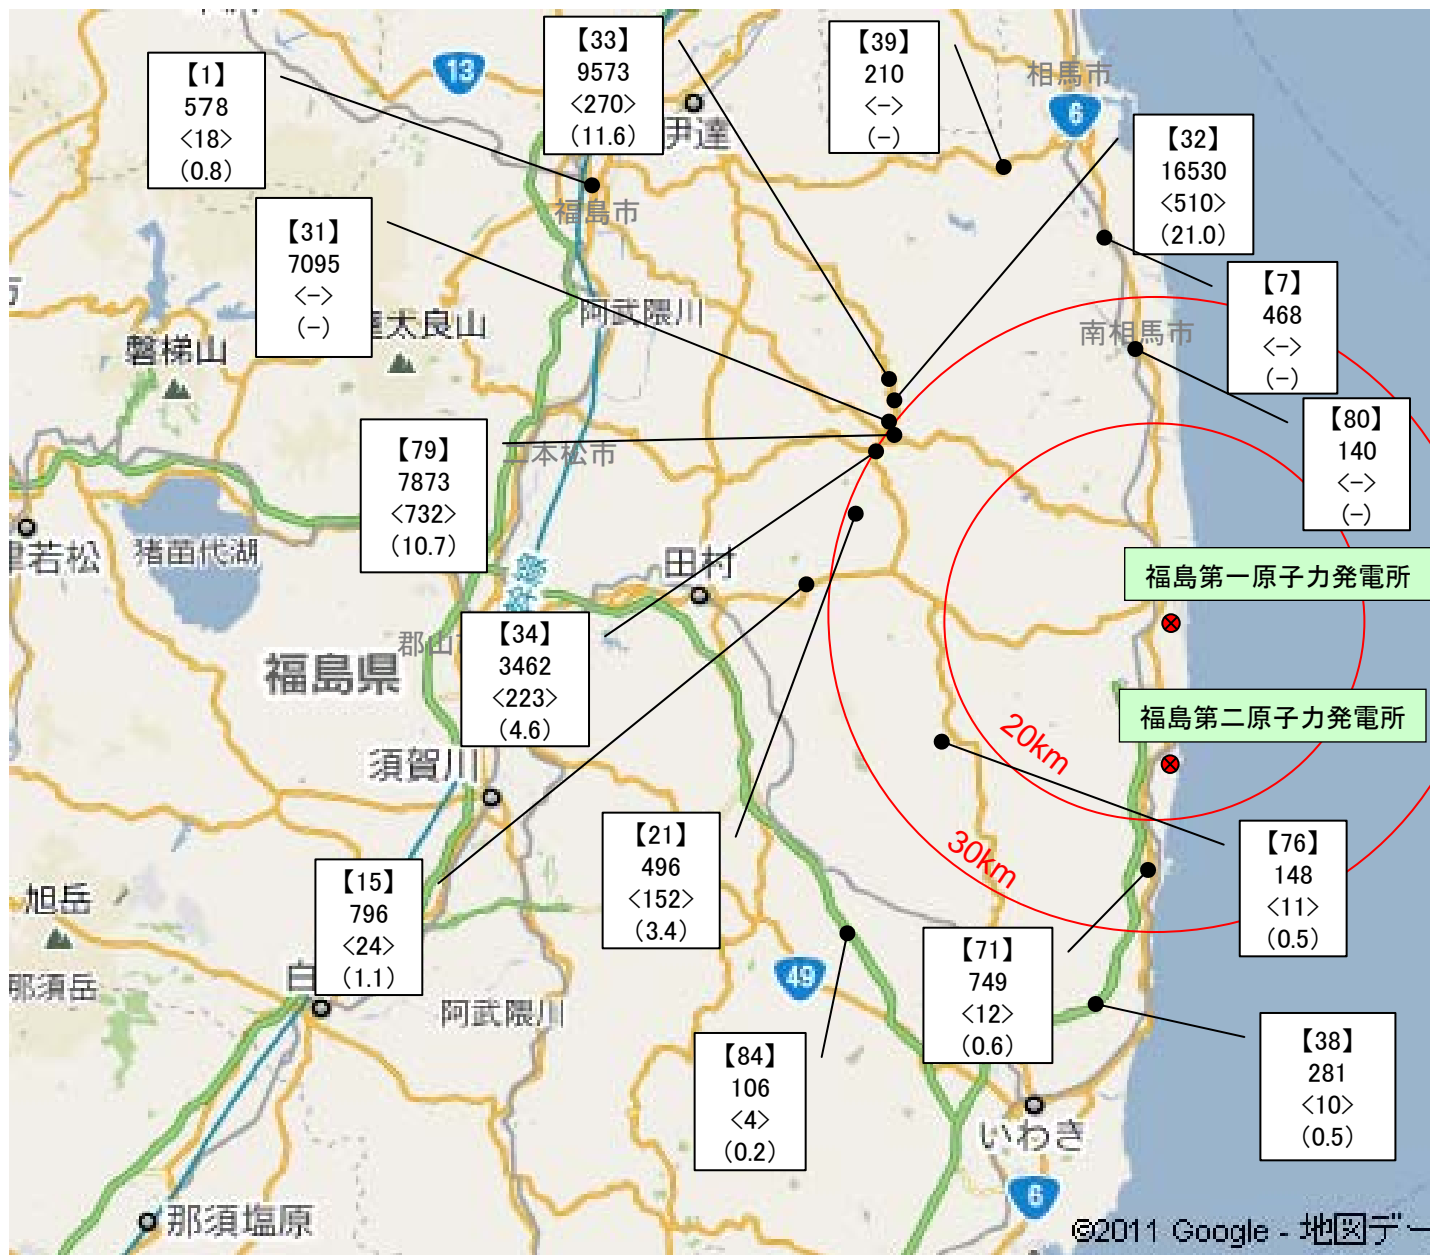 【33】
9573
<270>
(11.6)
【39】
210
<->
(-)
相馬市
【1】
578
<18>
(0.8)
13
6
伊達
【32】
16530
<510>
(21.0)
福島市
【31】
7095
<->
(-)
【7】
468
<->
(-)
阿武隈川
達太良山
磐梯山
南相馬市
【80】
140
<->
(-)
【79】
7873
<732>
(10.7)
二本松市
猪苗代湖
津若松
田村
福島第一原子力発電所
【34】
3462
<223>
(4.6)
郡山
福島県
福島第二原子力発電所
20km
須賀川
30km
【21】
496
<152>
(3.4)
【76】
148
<11>
(0.5)
【15】
796
<24>
(1.1)
旭岳
那須岳
白
49
阿武隈川
【71】
749
<12>
(0.6)
【84】
106
<4>
(0.2)
【38】
281
<10>
(0.5)
いわき
6
那須塩原
©2011 Google - 地図デー